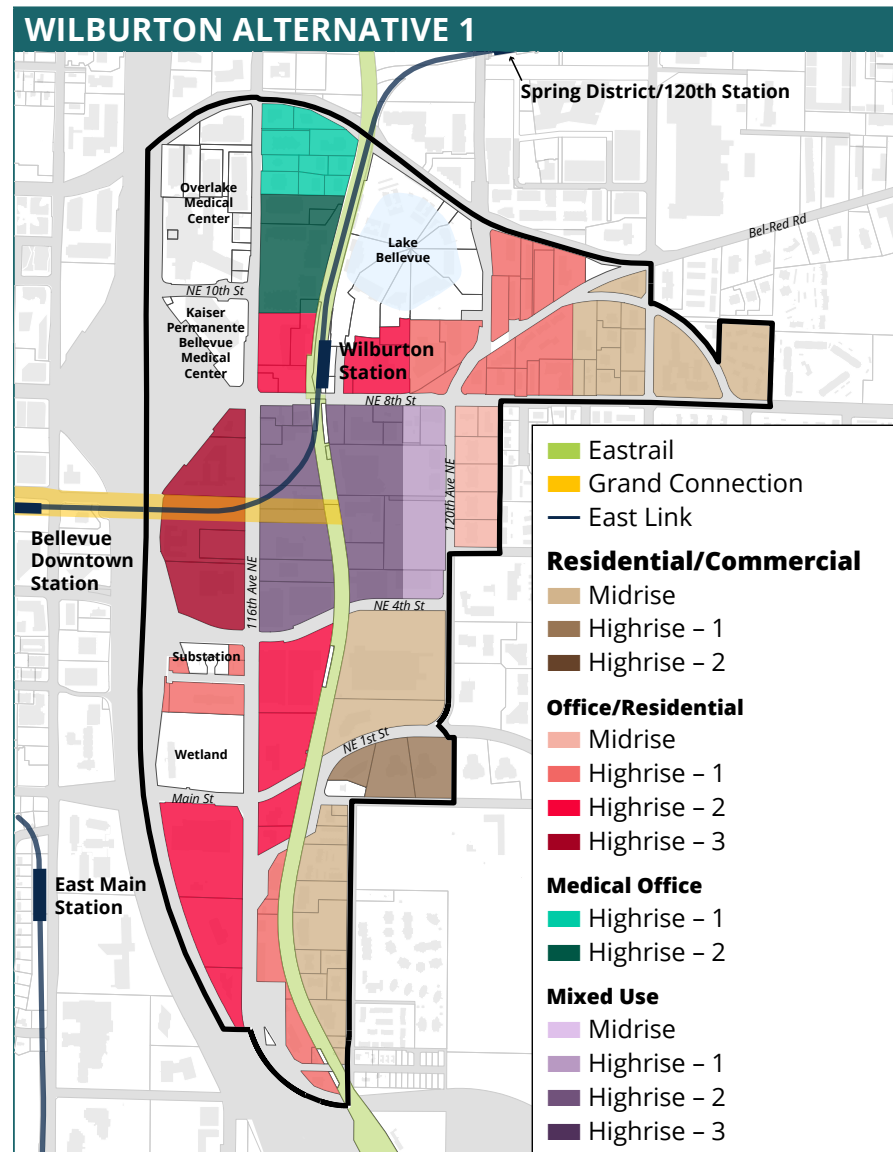 WILBURTON ALTERNATIVE 1
Spring District/120th Station
Overlake
Medical
Center
Bel-Red Rd
Lake
Bellevue
NE 10th St
Kaiser
Permanente
Bellevue
Medical
Center
Wilburton
Station
NE 8th St
120th Ave NE
Bellevue
Downtown
Station
116th Ave NE
NE 4th St
Substation
NE 1st St
Wetland
Main St
East Main
Station
Eastrail
Grand Connection
East Link
Residential/Commercial
Midrise
Highrise – 1
Highrise – 2
Office/Residential
Midrise
Highrise – 1
Highrise – 2
Highrise – 3
Medical Office
Highrise – 1
Highrise – 2
Mixed Use
Midrise
Highrise – 1
Highrise – 2
Highrise – 3